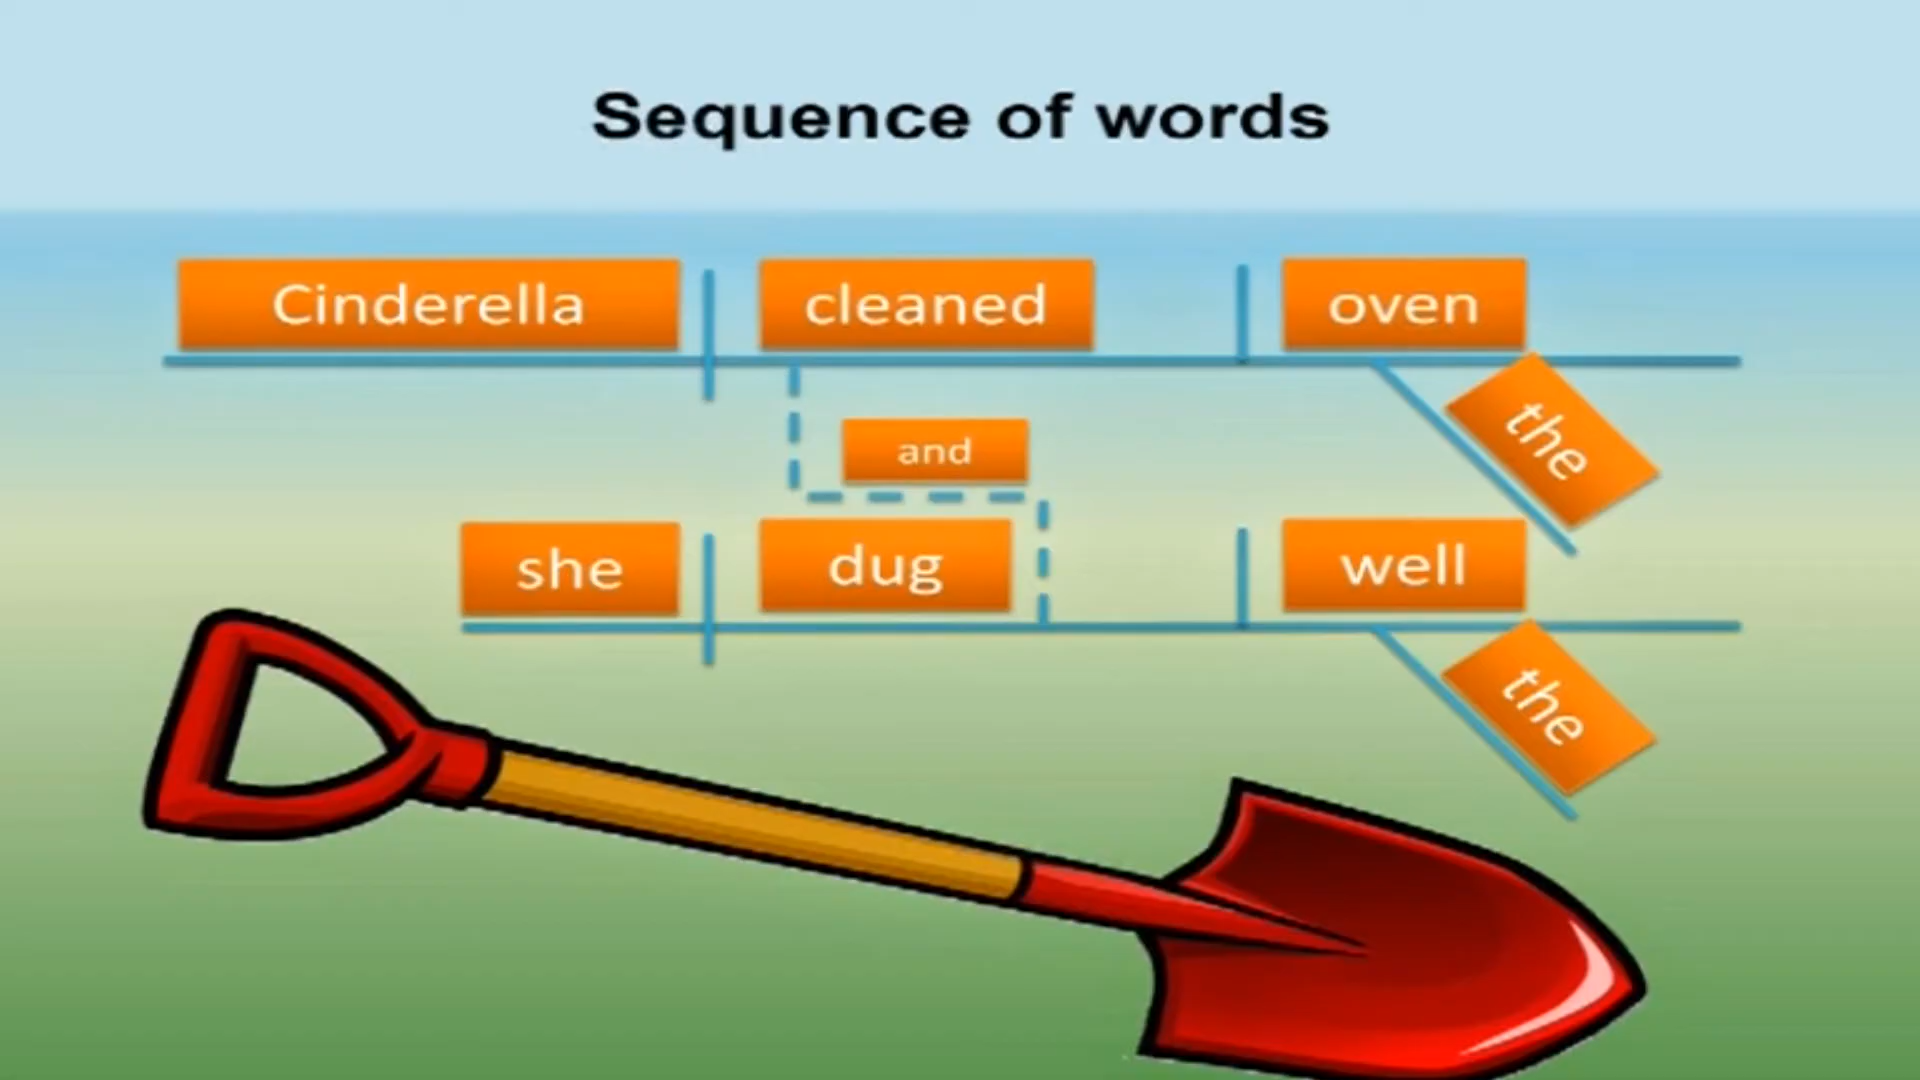 Sequence of words
Cinderella cleaned oven
the
and
she dug well
the